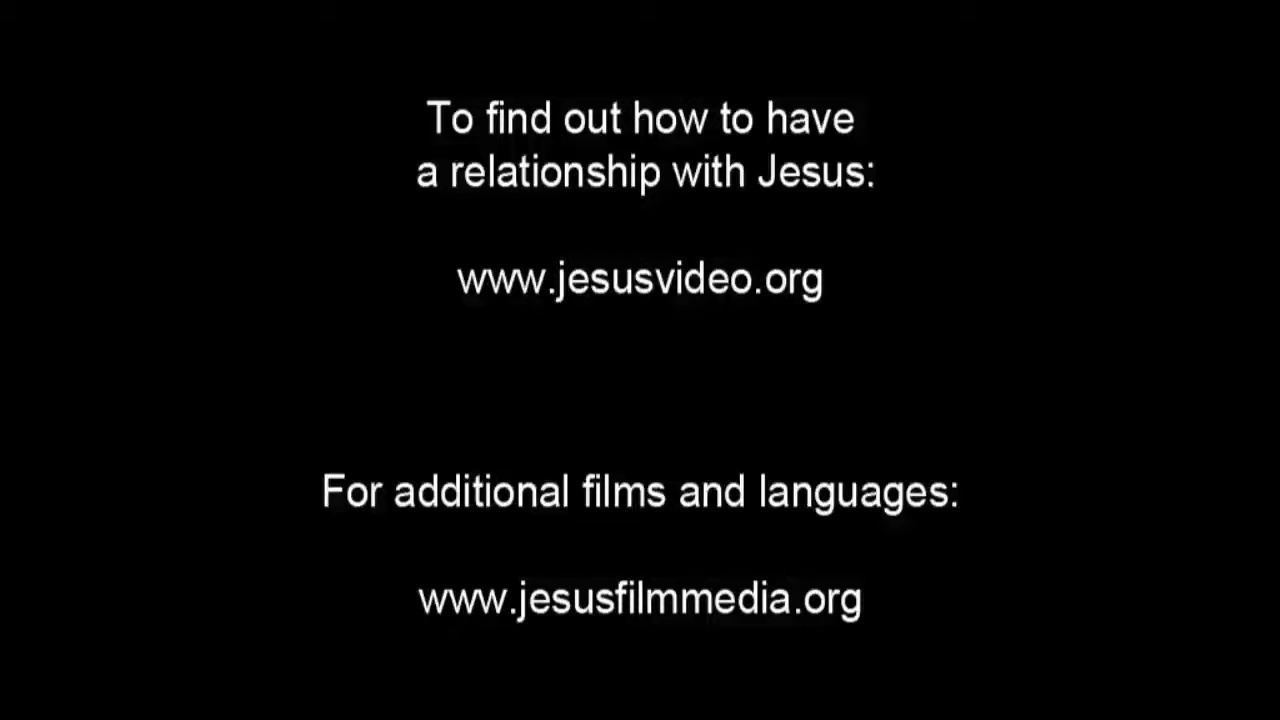 To find out how to have
a relationship with Jesus:
www.jesusvideo.org
For additional films and languages:
www.jesusfilmmedia.org